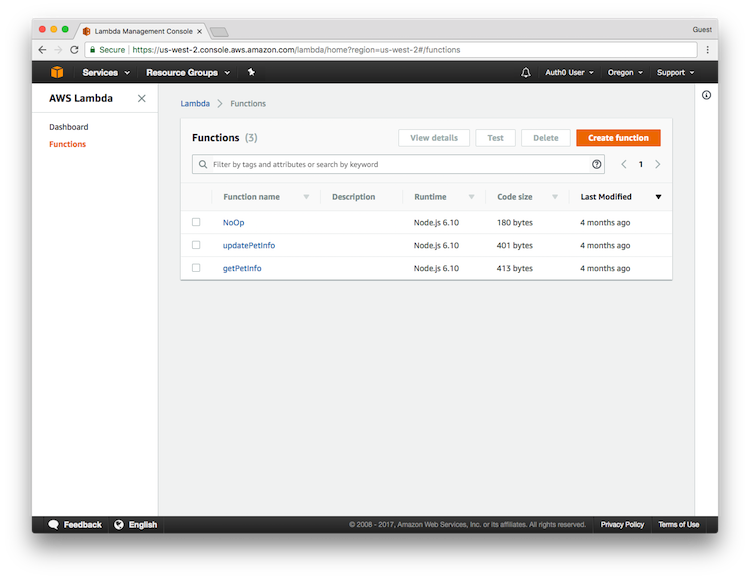 Lambda Management Console
Guest
Secure https://us-west-2.console.aws.amazon.com/lambda/home?region=us-west-2#/functions
Services Resource Groups Auth0 User Oregon Support
AWS Lambda
Dashboard
Functions
Lambda > Functions
Functions (3) View details Test Delete Create function
Filter by tags and attributes or search by keyword 1
Function name Description Runtime Code size Last Modified
NoOp Node.js 6.10 180 bytes 4 months ago
updatePetInfo Node.js 6.10 401 bytes 4 months ago
getPetInfo Node.js 6.10 413 bytes 4 months ago
Feedback English © 2008 - 2017, Amazon Web Services, Inc. or its affiliates. All rights reserved. Privacy Policy Terms of Use